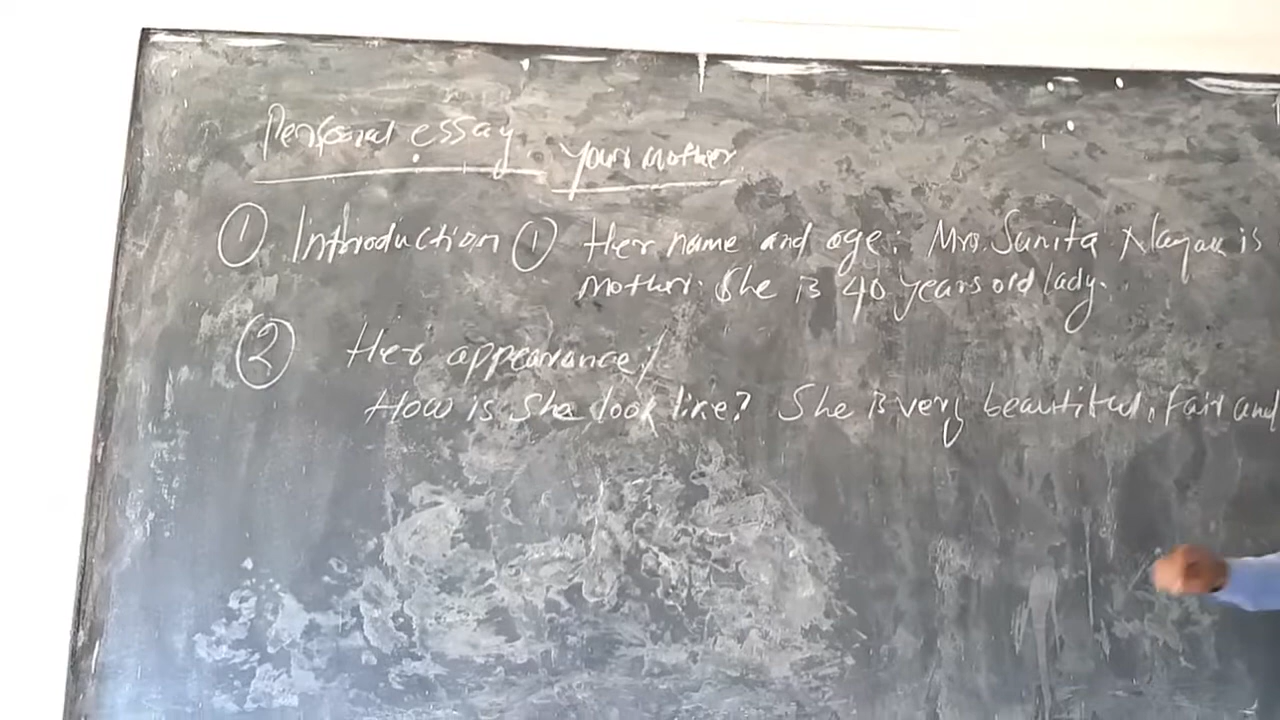 Personal essay. Your mother
① Introduction ① Her name and age: Mrs. Sunita Nayak is
mother. She is 40 years old lady.
② Her appearance:
How is she look like? She is very beautiful, fair and